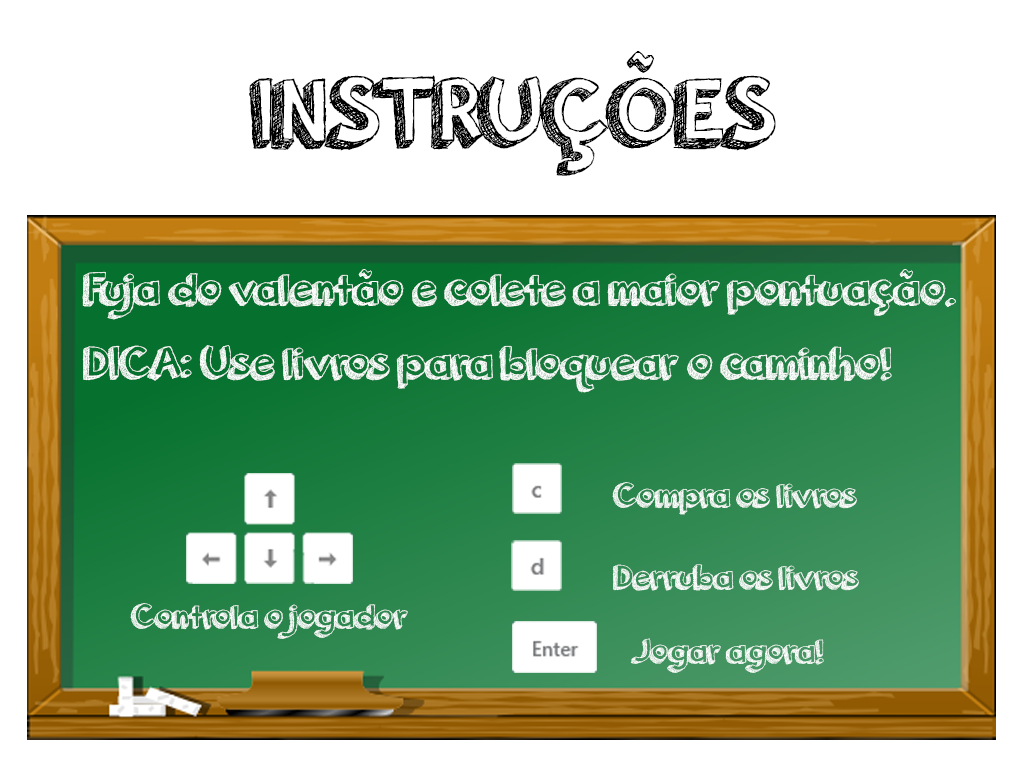 INSTRUÇÕES
Fuja do valentão e colete a maior pontuação.
DICA: Use livros para bloquear o caminho!
↑
← ↓ →
Controla o jogador
c Compra os livros
d Derruba os livros
Enter Jogar agora!